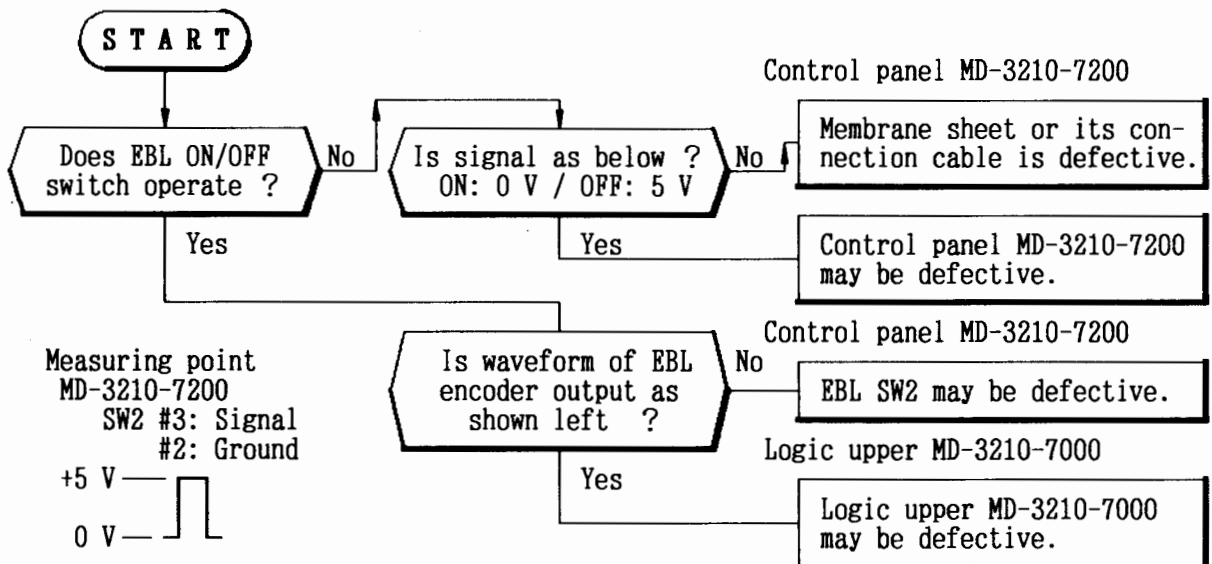 START
Does EBL ON/OFF
switch operate ?
No
Yes
Is signal as below ?
ON: 0 V / OFF: 5 V
No
Yes
Control panel MD-3210-7200
Membrane sheet or its con-
nection cable is defective.
Control panel MD-3210-7200
may be defective.
Measuring point
MD-3210-7200
SW2 #3: Signal
#2: Ground
+5 V
0 V
Is waveform of EBL
encoder output as
shown left ?
No
Yes
Control panel MD-3210-7200
EBL SW2 may be defective.
Logic upper MD-3210-7000
Logic upper MD-3210-7000
may be defective.